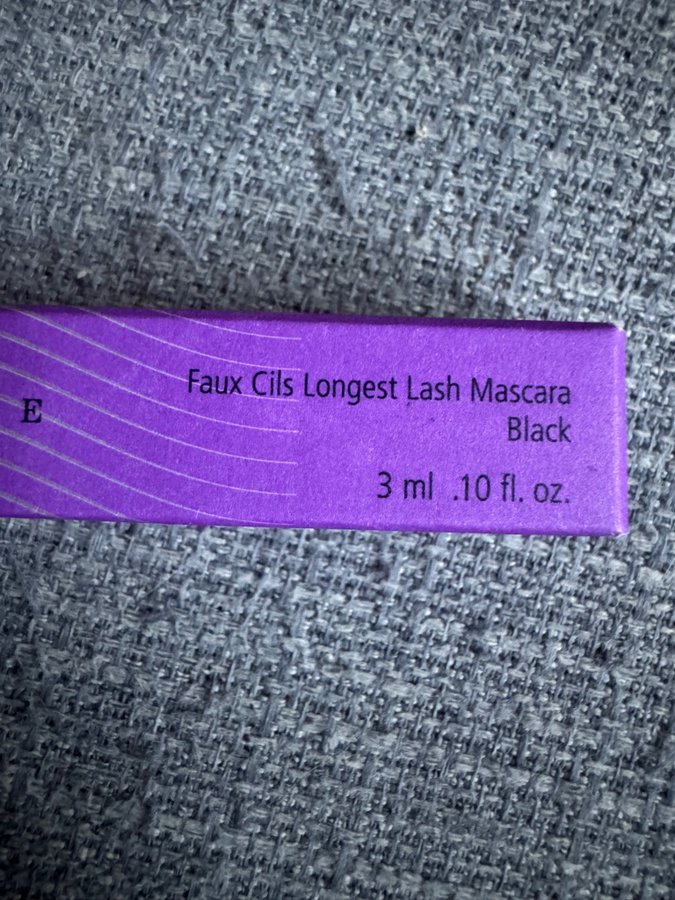 E
Faux Cils Longest Lash Mascara
Black
3 ml .10 fl. oz.